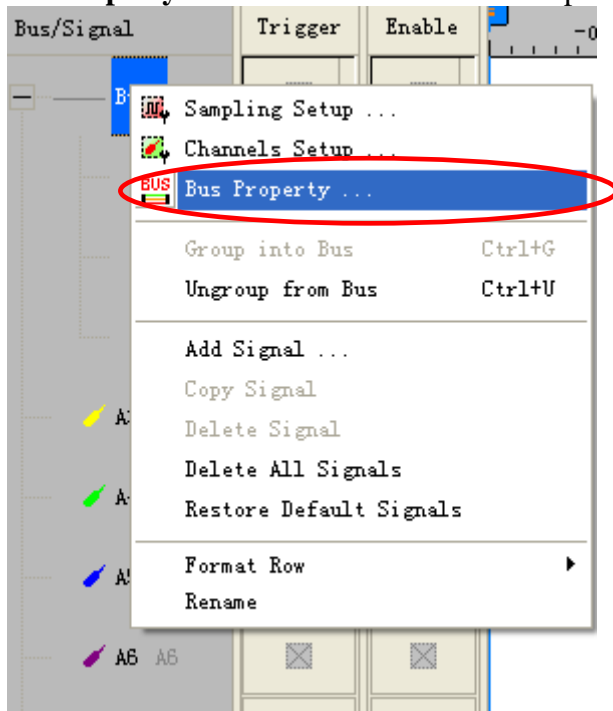 Bus/Signal Trigger Enable
Sampling Setup ...
Channels Setup ...
BUS Bus Property ...
Group into Bus Ctrl+G
Ungroup from Bus Ctrl+U
Add Signal ...
Copy Signal
Delete Signal
Delete All Signals
Restore Default Signals
Format Row
Rename
A6 A6